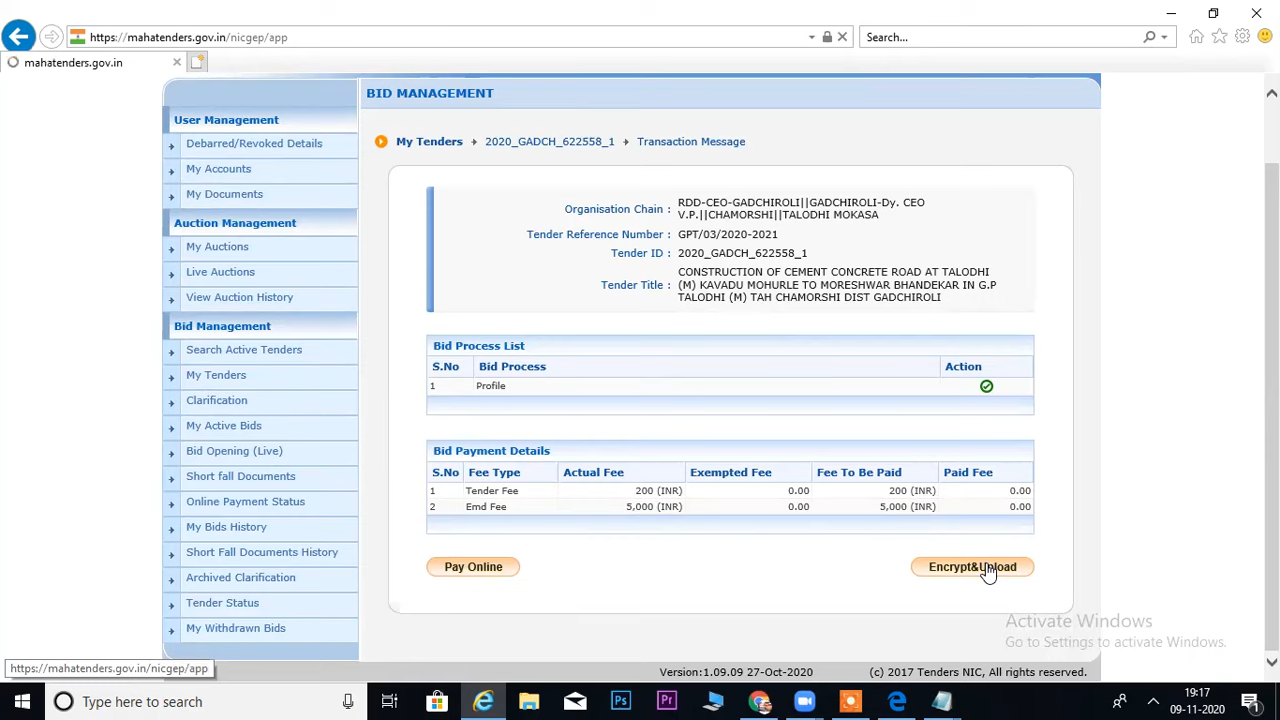 https://mahatenders.gov.in/nicgep/app
Search...
mahatenders.gov.in
BID MANAGEMENT
User Management
Debarred/Revoked Details
My Accounts
My Documents
Auction Management
My Auctions
Live Auctions
View Auction History
Bid Management
Search Active Tenders
My Tenders
Clarification
My Active Bids
Bid Opening (Live)
Short fall Documents
Online Payment Status
My Bids History
Short Fall Documents History
Archived Clarification
Tender Status
My Withdrawn Bids
My Tenders 2020_GADCH_622558_1 Transaction Message
Organisation Chain : RDD-CEO-GADCHIROLI||GADCHIROLI-Dy. CEO
V.P.||CHAMORSHI||TALODHI MOKASA
Tender Reference Number : GPT/03/2020-2021
Tender ID : 2020_GADCH_622558_1
CONSTRUCTION OF CEMENT CONCRETE ROAD AT TALODHI
Tender Title : (M) KAVADU MOHURLE TO MORESHWAR BHANDEKAR IN G.P
TALODHI (M) TAH CHAMORSHI DIST GADCHIROLI
Bid Process List
S.No Bid Process Action
1 Profile
Bid Payment Details
S.No Fee Type Actual Fee Exempted Fee Fee To Be Paid Paid Fee
1 Tender Fee 200 (INR) 0.00 200 (INR) 0.00
2 Emd Fee 5,000 (INR) 0.00 5,000 (INR) 0.00
Pay Online Encrypt&Upload
Activate Windows
Go to Settings to activate Windows.
https://mahatenders.gov.in/nicgep/app
Version:1.09.09 27-Oct-2020 (c) 2017 Tenders NIC, All rights reserved.
Type here to search
Ps
Pr
19:17
09-11-2020
1